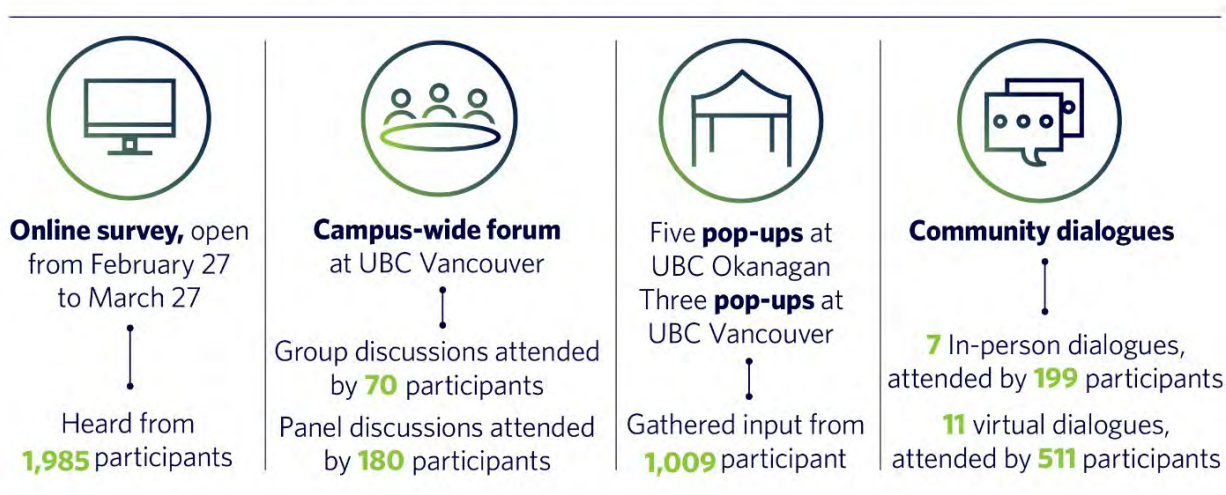 Online survey, open
from February 27
to March 27
Heard from
1,985 participants
Campus-wide forum
at UBC Vancouver
Group discussions attended
by 70 participants
Panel discussions attended
by 180 participants
Five pop-ups at
UBC Okanagan
Three pop-ups at
UBC Vancouver
Gathered input from
1,009 participant
Community dialogues
7 In-person dialogues,
attended by 199 participants
11 virtual dialogues,
attended by 511 participants